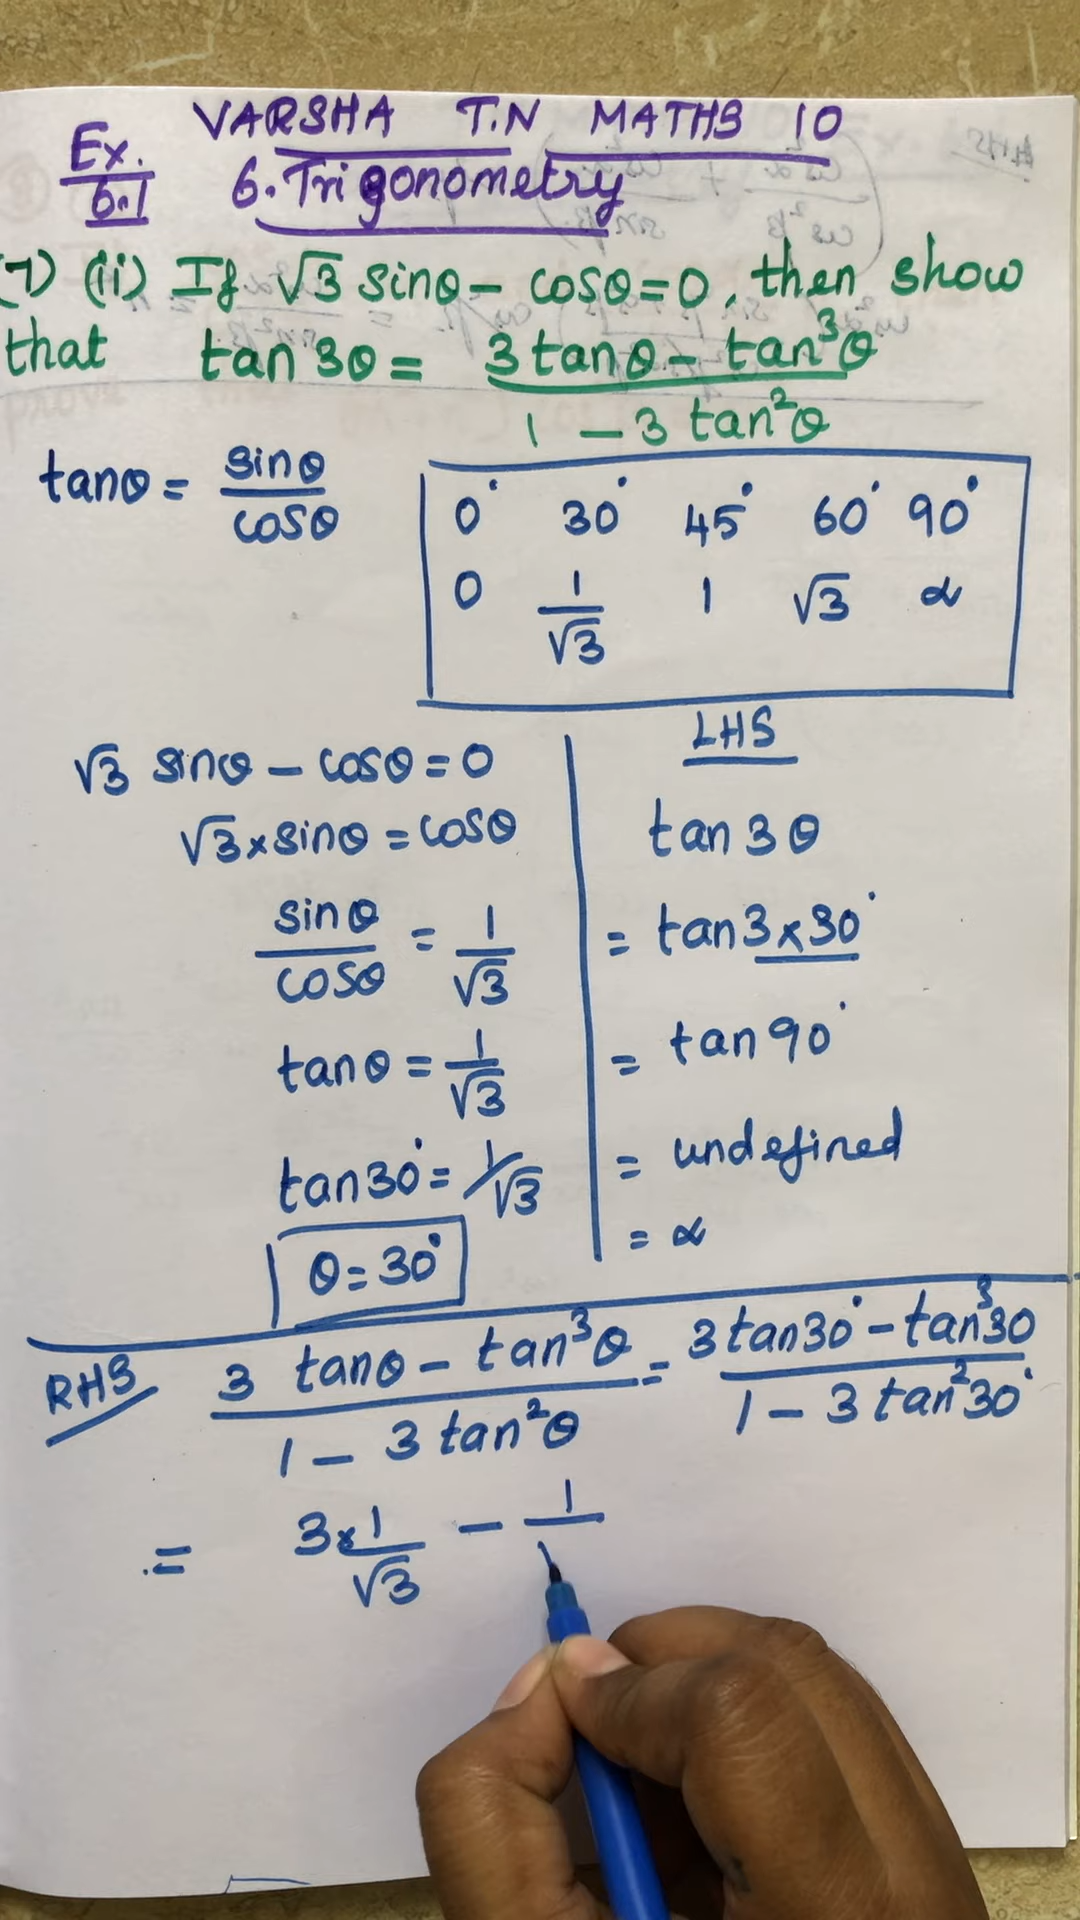 VARSHA T.N MATHS 10
Ex. 6.1
6. Trigonometry
7) (ii) If √3 sinθ - cosθ = 0, then show
that tan 3θ = (3 tanθ - tan³θ) / (1 - 3 tan²θ)
tanθ = sinθ / cosθ
0° 30° 45° 60° 90°
0 1/√3 1 √3 α
√3 sinθ - cosθ = 0
√3 × sinθ = cosθ
sinθ / cosθ = 1/√3
tanθ = 1/√3
tan30° = 1/√3
θ = 30°
LHS
tan 3θ
= tan 3×30°
= tan 90°
= undefined
= α
RHS (3 tanθ - tan³θ) / (1 - 3 tan²θ) = (3 tan30° - tan³30) / (1 - 3 tan²30°)
= 3 × 1/√3 - 1